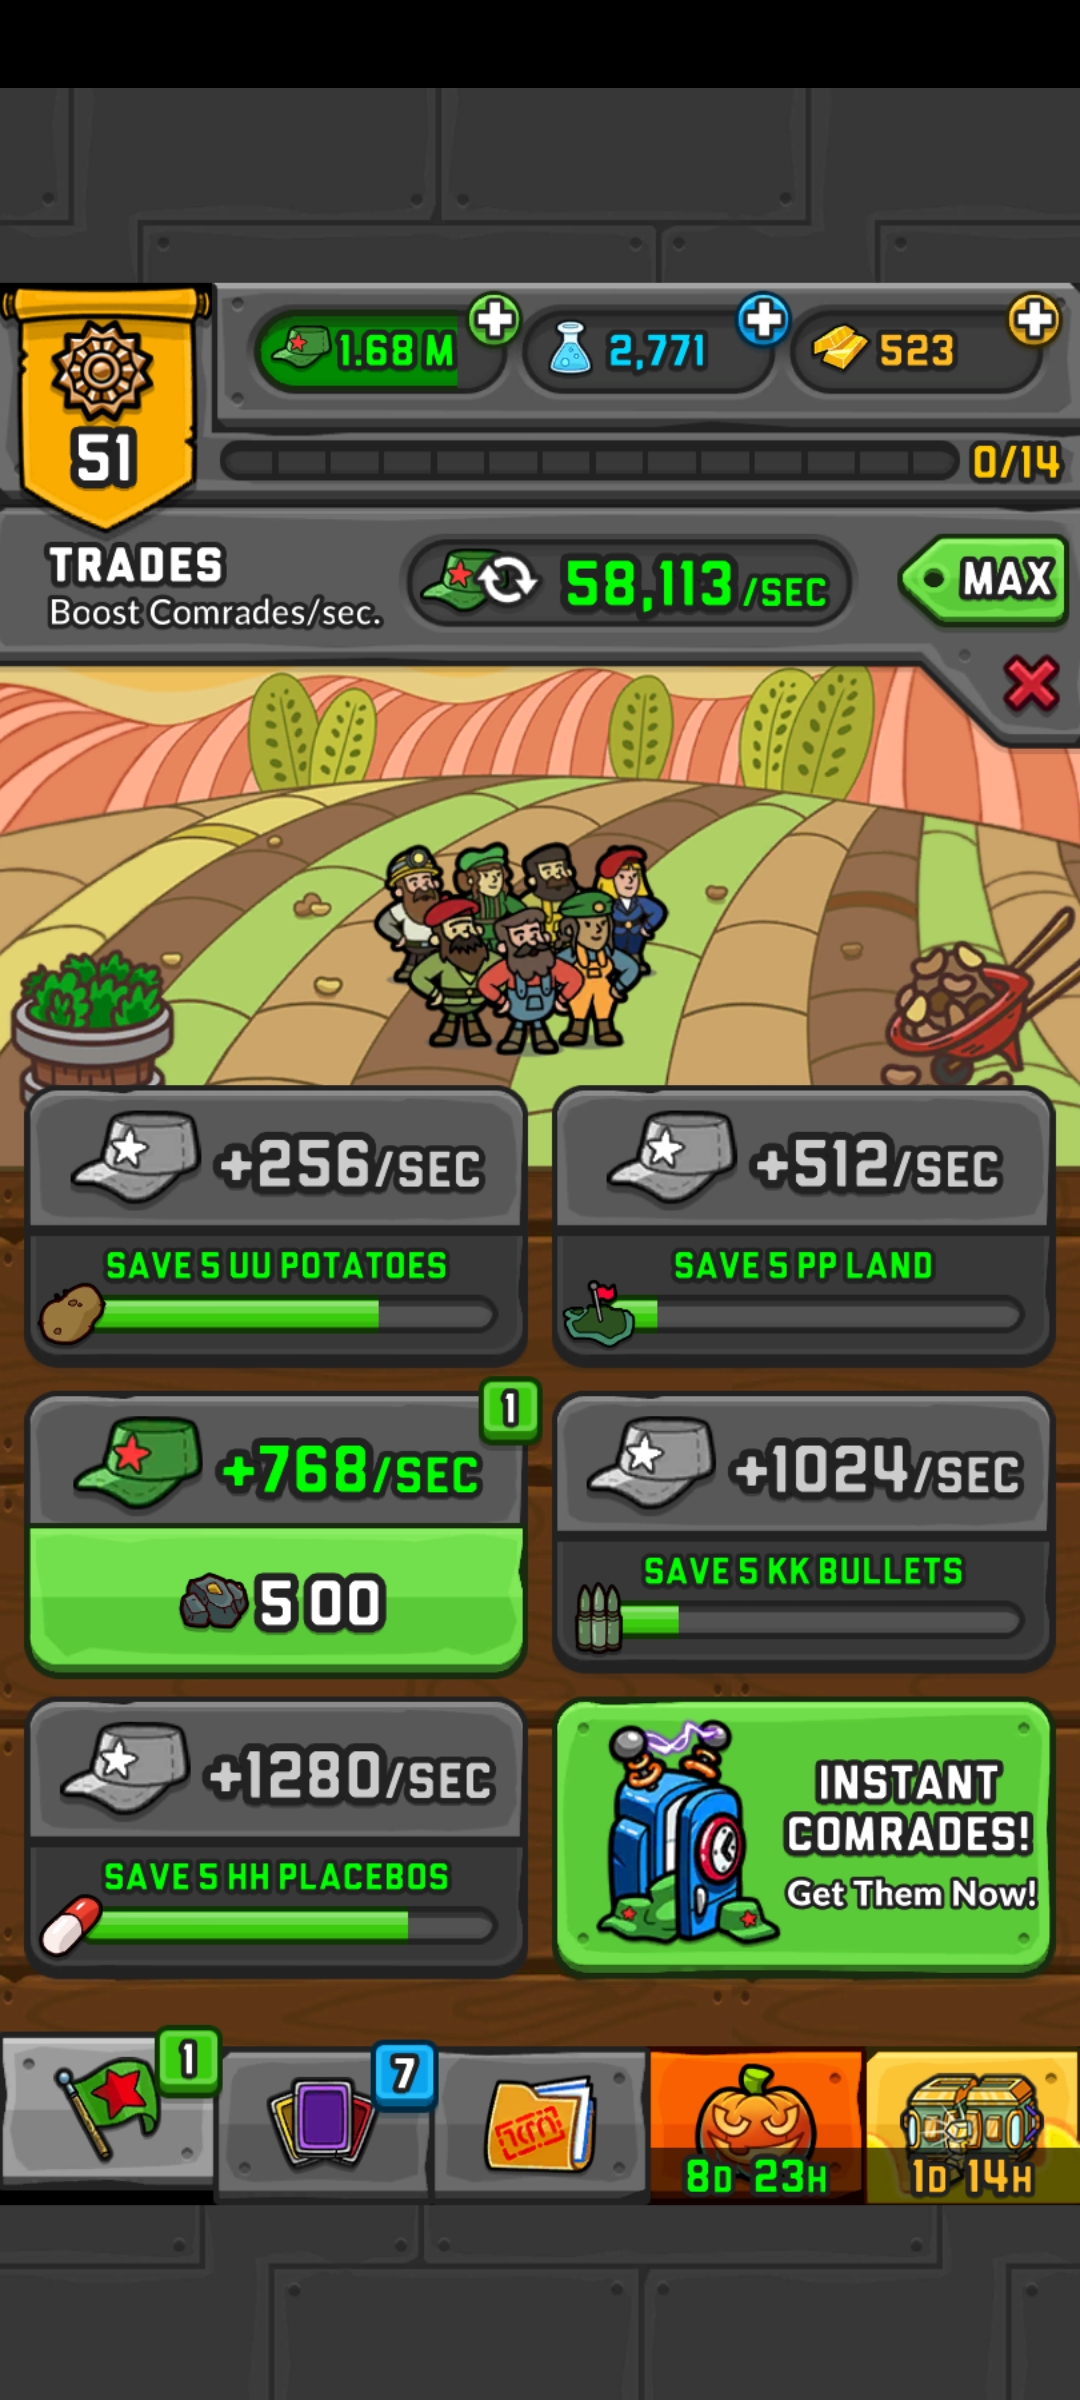 1.68 M
2,771
523
51
0/14
TRADES
Boost Comrades/sec.
58,113/SEC
MAX
+256/SEC
+512/SEC
SAVE 5 UU POTATOES
SAVE 5 PP LAND
1
+768/SEC
+1024/SEC
500
SAVE 5 KK BULLETS
+1280/SEC
INSTANT
COMRADES!
Get Them Now!
SAVE 5 HH PLACEBOS
1
7
8D 23H
1D 14H